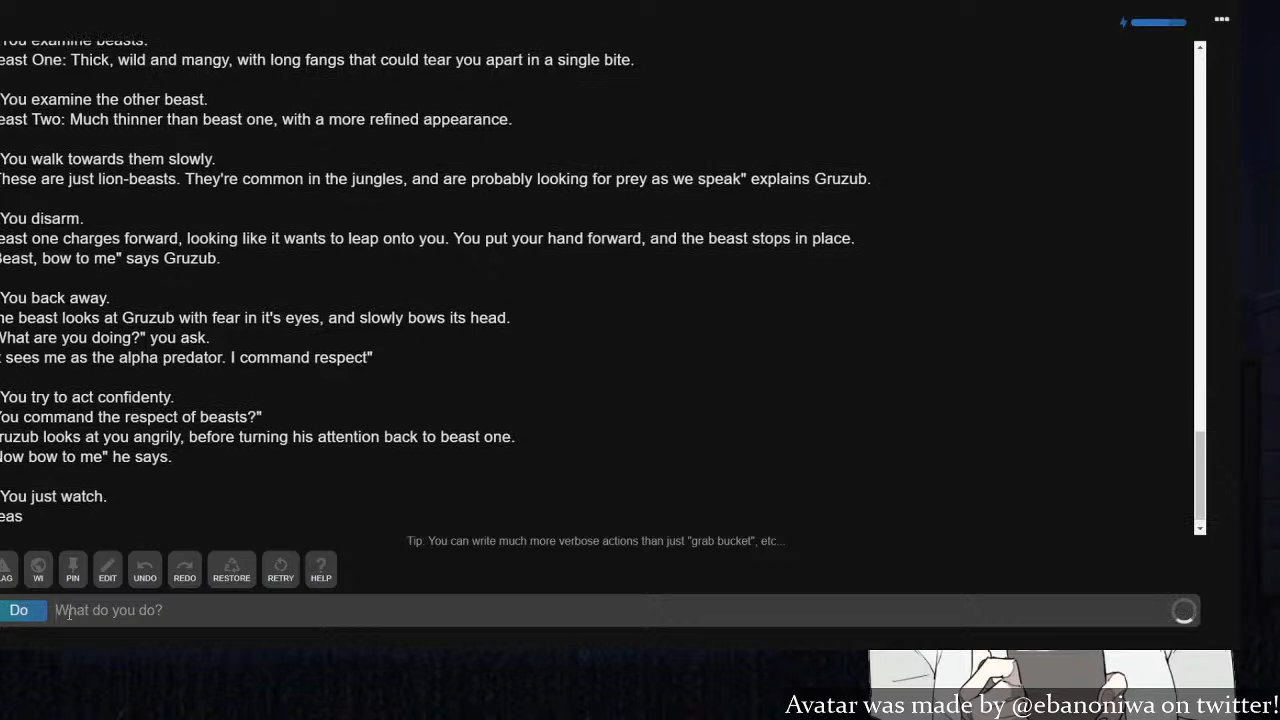 You examine beasts.
east One: Thick, wild and mangy, with long fangs that could tear you apart in a single bite.
You examine the other beast.
east Two: Much thinner than beast one, with a more refined appearance.
You walk towards them slowly.
hese are just lion-beasts. They're common in the jungles, and are probably looking for prey as we speak" explains Gruzub.
You disarm.
east one charges forward, looking like it wants to leap onto you. You put your hand forward, and the beast stops in place.
Beast, bow to me" says Gruzub.
You back away.
he beast looks at Gruzub with fear in it's eyes, and slowly bows its head.
What are you doing?" you ask.
t sees me as the alpha predator. I command respect"
You try to act confidenty.
You command the respect of beasts?"
ruzub looks at you angrily, before turning his attention back to beast one.
Now bow to me" he says.
You just watch.
eas
Tip: You can write much more verbose actions than just "grab bucket", etc...
LAG WI PIN EDIT UNDO REDO RESTORE RETRY HELP
Do What do you do?
Avatar was made by @ebanoniwa on twitter!